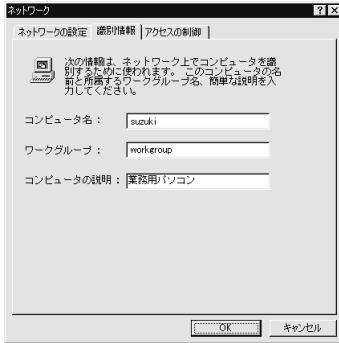 ネットワーク
ネットワークの設定 識別情報 アクセスの制御
次の情報は、ネットワーク上でコンピュータを識
別するために使われます。このコンピュータの名
前と所属するワークグループ名、簡単な説明を入
力してください。
コンピュータ名： suzuki
ワークグループ： workgroup
コンピュータの説明： 業務用パソコン
OK キャンセル